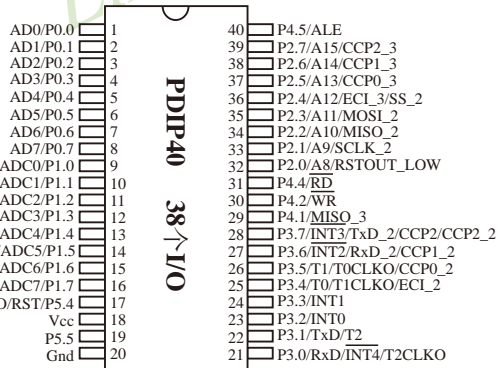 AD0/P0.0 1 40 P4.5/ALE
AD1/P0.1 2 39 P2.7/A15/CCP2_3
AD2/P0.2 3 38 P2.6/A14/CCP1_3
AD3/P0.3 4 37 P2.5/A13/CCP0_3
AD4/P0.4 5 36 P2.4/A12/ECI_3/SS_2
AD5/P0.5 6 35 P2.3/A11/MOSI_2
AD6/P0.6 7 34 P2.2/A10/MISO_2
AD7/P0.7 8 33 P2.1/A9/SCLK_2
ADC0/P1.0 9 32 P2.0/A8/RSTOUT_LOW
ADC1/P1.1 10 31 P4.4/RD
ADC2/P1.2 11 30 P4.2/WR
ADC3/P1.3 12 29 P4.1/MISO_3
ADC4/P1.4 13 28 P3.7/INT3/TxD_2/CCP2/CCP2_2
/ADC5/P1.5 14 27 P3.6/INT2/RxD_2/CCP1_2
ADC6/P1.6 15 26 P3.5/T1/T0CLKO/CCP0_2
ADC7/P1.7 16 25 P3.4/T0/T1CLKO/ECI_2
/RST/P5.4 17 24 P3.3/INT1
Vcc 18 23 P3.2/INT0
P5.5 19 22 P3.1/TxD/T2
Gnd 20 21 P3.0/RxD/INT4/T2CLKO
PDIP40 38个I/O